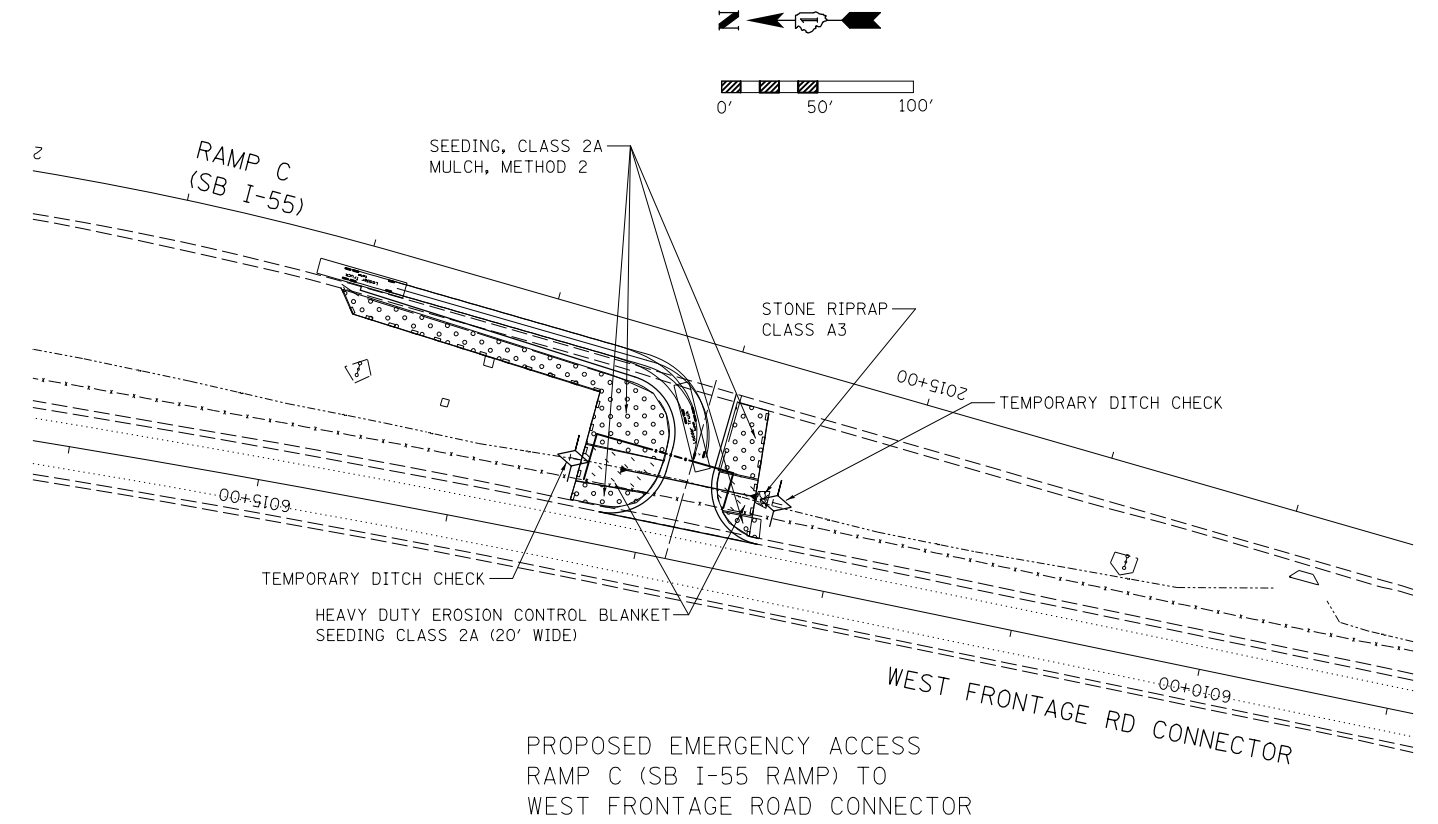 N
0' 50' 100'
SEEDING, CLASS 2A
MULCH, METHOD 2
2
RAMP C
(SB I-55)
STONE RIPRAP
CLASS A3
2015+00
TEMPORARY DITCH CHECK
6015+00
TEMPORARY DITCH CHECK
HEAVY DUTY EROSION CONTROL BLANKET
SEEDING CLASS 2A (20' WIDE)
6010+00
WEST FRONTAGE RD CONNECTOR
PROPOSED EMERGENCY ACCESS
RAMP C (SB I-55 RAMP) TO
WEST FRONTAGE ROAD CONNECTOR